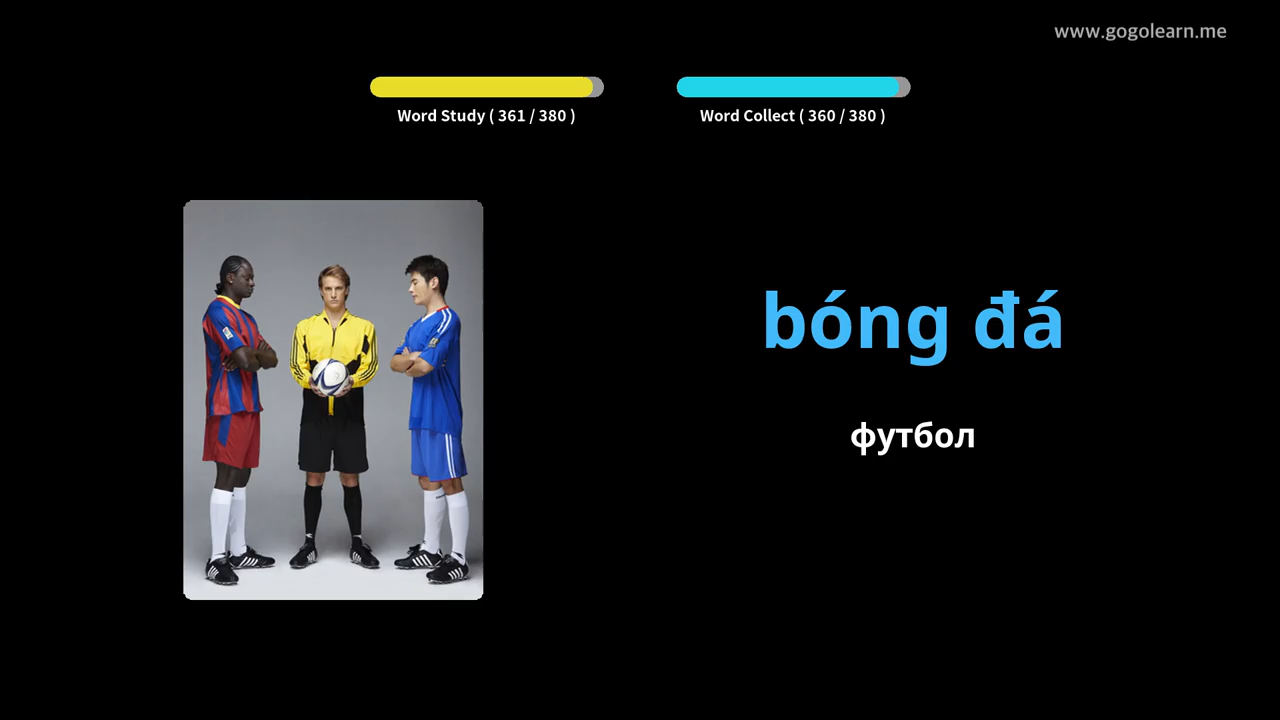 www.gogolearn.me
Word Study ( 361 / 380 )
Word Collect ( 360 / 380 )
bóng đá
футбол